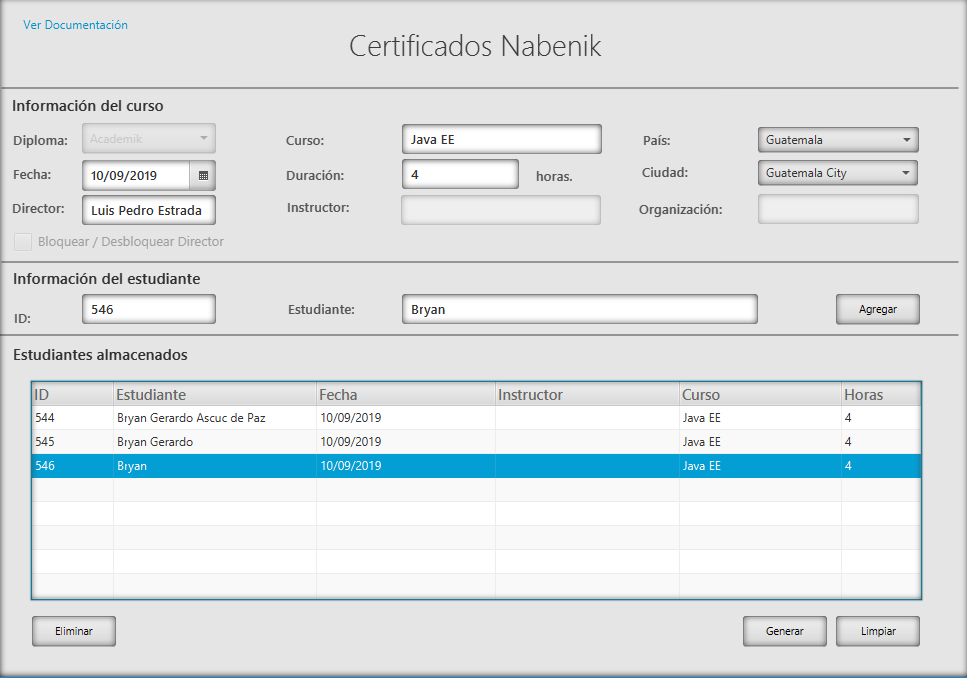 Ver Documentación
Certificados Nabenik
Información del curso
Diploma: Academik Curso: Java EE País: Guatemala
Fecha: 10/09/2019 Duración: 4 horas. Ciudad: Guatemala City
Director: Luis Pedro Estrada Instructor: Organización:
Bloquear / Desbloquear Director
Información del estudiante
ID: 546 Estudiante: Bryan Agregar
Estudiantes almacenados
ID Estudiante Fecha Instructor Curso Horas
544 Bryan Gerardo Ascuc de Paz 10/09/2019 Java EE 4
545 Bryan Gerardo 10/09/2019 Java EE 4
546 Bryan 10/09/2019 Java EE 4
Eliminar Generar Limpiar